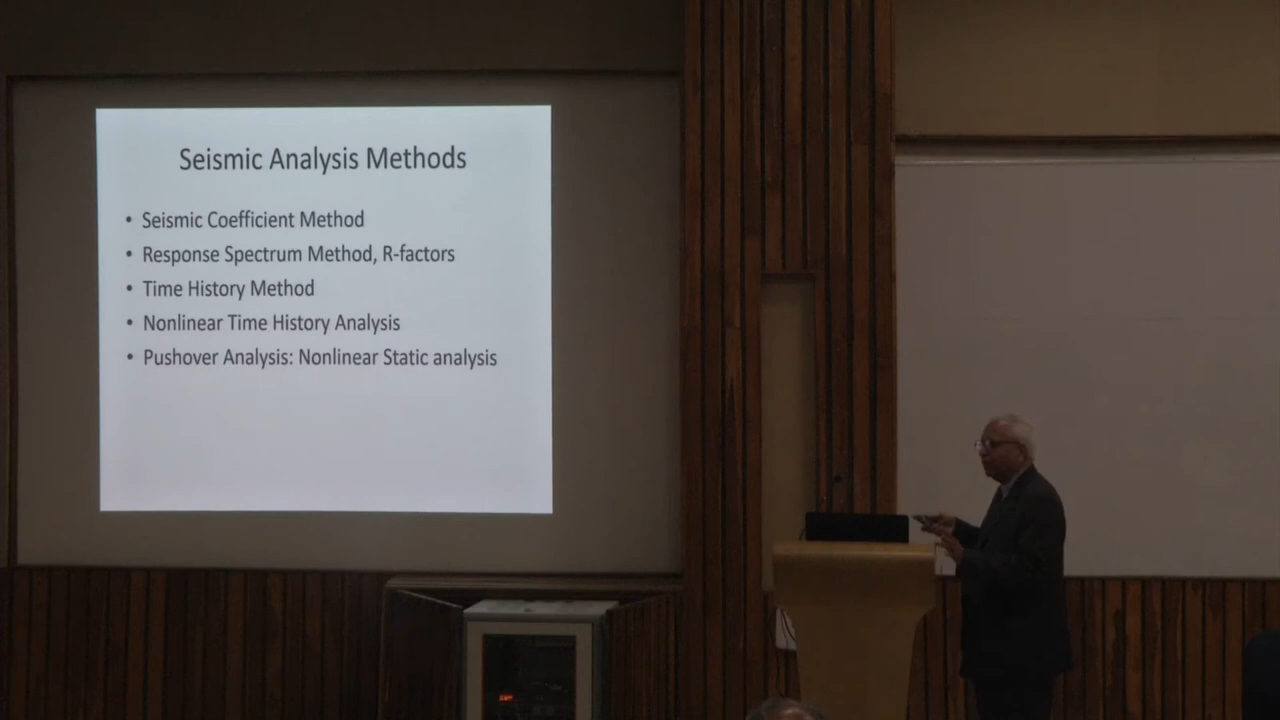 Seismic Analysis Methods
• Seismic Coefficient Method
• Response Spectrum Method, R-factors
• Time History Method
• Nonlinear Time History Analysis
• Pushover Analysis: Nonlinear Static analysis